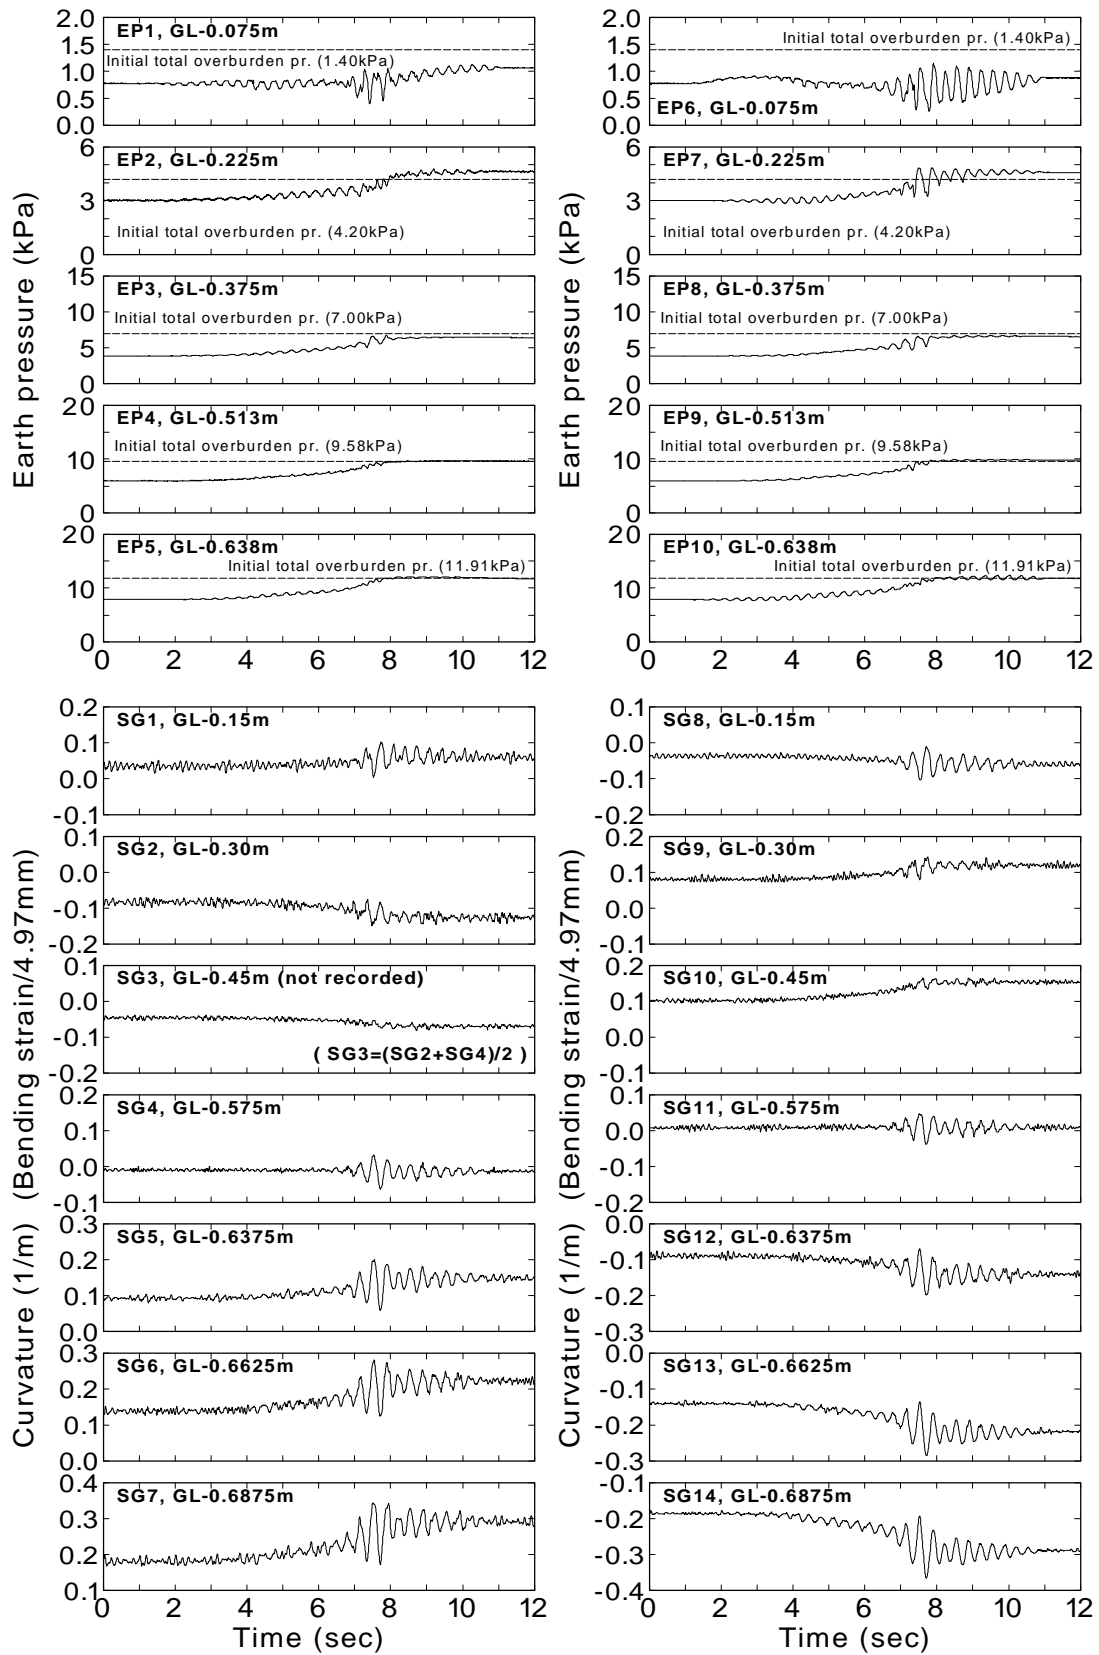 Earth pressure (kPa)
2.0
1.5
1.0
0.5
0.0
EP1, GL-0.075m
Initial total overburden pr. (1.40kPa)
6
3
0
EP2, GL-0.225m
Initial total overburden pr. (4.20kPa)
15
10
5
0
EP3, GL-0.375m
Initial total overburden pr. (7.00kPa)
20
10
0
EP4, GL-0.513m
Initial total overburden pr. (9.58kPa)
20
10
0
EP5, GL-0.638m
Initial total overburden pr. (11.91kPa)
0 2 4 6 8 10 12
Earth pressure (kPa)
2.0
1.5
1.0
0.5
0.0
Initial total overburden pr. (1.40kPa)
EP6, GL-0.075m
6
3
0
EP7, GL-0.225m
Initial total overburden pr. (4.20kPa)
15
10
5
0
EP8, GL-0.375m
Initial total overburden pr. (7.00kPa)
20
10
0
EP9, GL-0.513m
Initial total overburden pr. (9.58kPa)
20
10
0
EP10, GL-0.638m
Initial total overburden pr. (11.91kPa)
0 2 4 6 8 10 12
Curvature (1/m) (Bending strain/4.97mm)
0.2
0.1
0.0
-0.1
SG1, GL-0.15m
0.1
0.0
-0.1
-0.2
SG2, GL-0.30m
0.1
0.0
-0.1
-0.2
SG3, GL-0.45m (not recorded)
( SG3=(SG2+SG4)/2 )
0.2
0.1
0.0
-0.1
SG4, GL-0.575m
0.3
0.2
0.1
0.0
SG5, GL-0.6375m
0.3
0.2
0.1
0.0
SG6, GL-0.6625m
0.4
0.3
0.2
0.1
SG7, GL-0.6875m
0 2 4 6 8 10 12
Time (sec)
Curvature (1/m) (Bending strain/4.97mm)
0.1
0.0
-0.1
-0.2
SG8, GL-0.15m
0.2
0.1
0.0
-0.1
SG9, GL-0.30m
0.2
0.1
0.0
-0.1
SG10, GL-0.45m
0.1
0.0
-0.1
-0.2
SG11, GL-0.575m
0.0
-0.1
-0.2
-0.3
SG12, GL-0.6375m
0.0
-0.1
-0.2
-0.3
SG13, GL-0.6625m
-0.1
-0.2
-0.3
-0.4
SG14, GL-0.6875m
0 2 4 6 8 10 12
Time (sec)